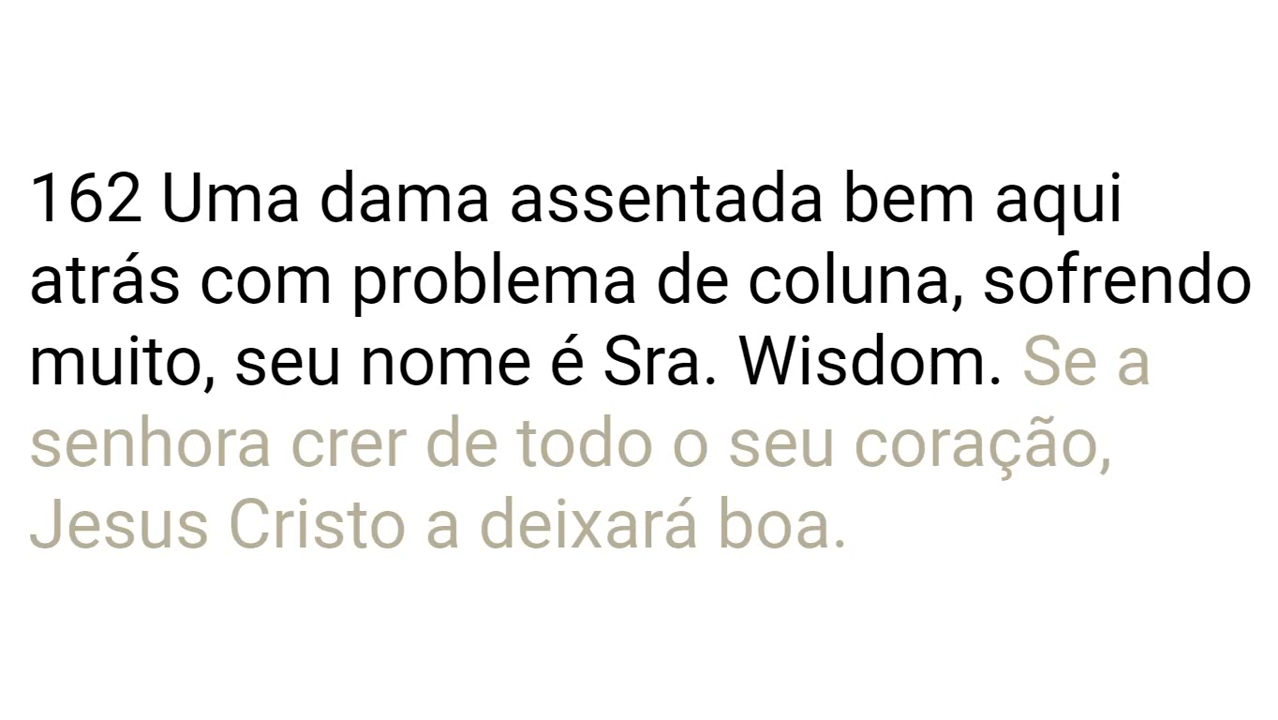 162 Uma dama assentada bem aqui
atrás com problema de coluna, sofrendo
muito, seu nome é Sra. Wisdom. Se a
senhora crer de todo o seu coração,
Jesus Cristo a deixará boa.